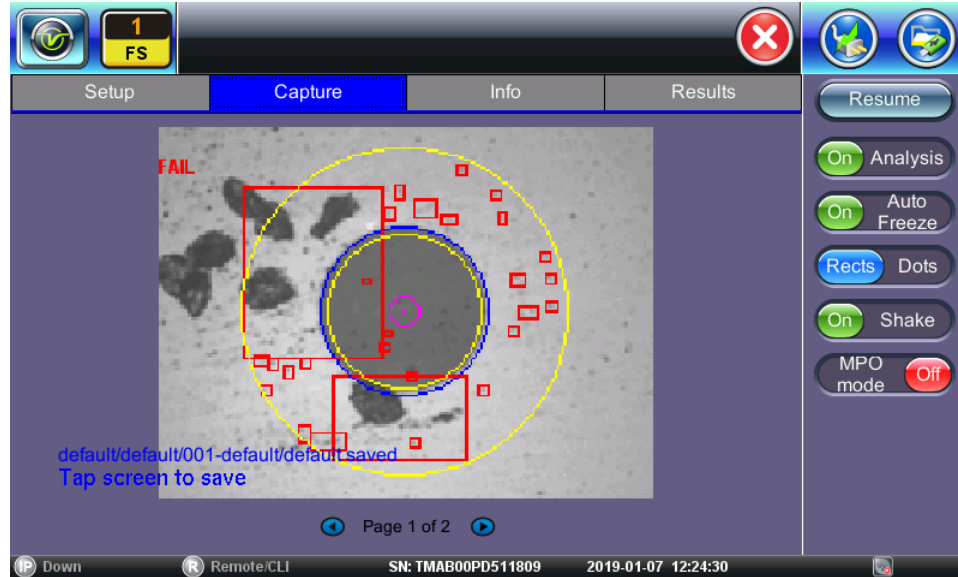 1
FS
Setup
Capture
Info
Results
Resume
On Analysis
On Auto Freeze
Rects Dots
On Shake
MPO mode Off
FAIL
default/default/001-default/default saved
Tap screen to save
Page 1 of 2
IP Down
R Remote/CLI
SN: TMAB00PD511809
2019-01-07 12:24:30